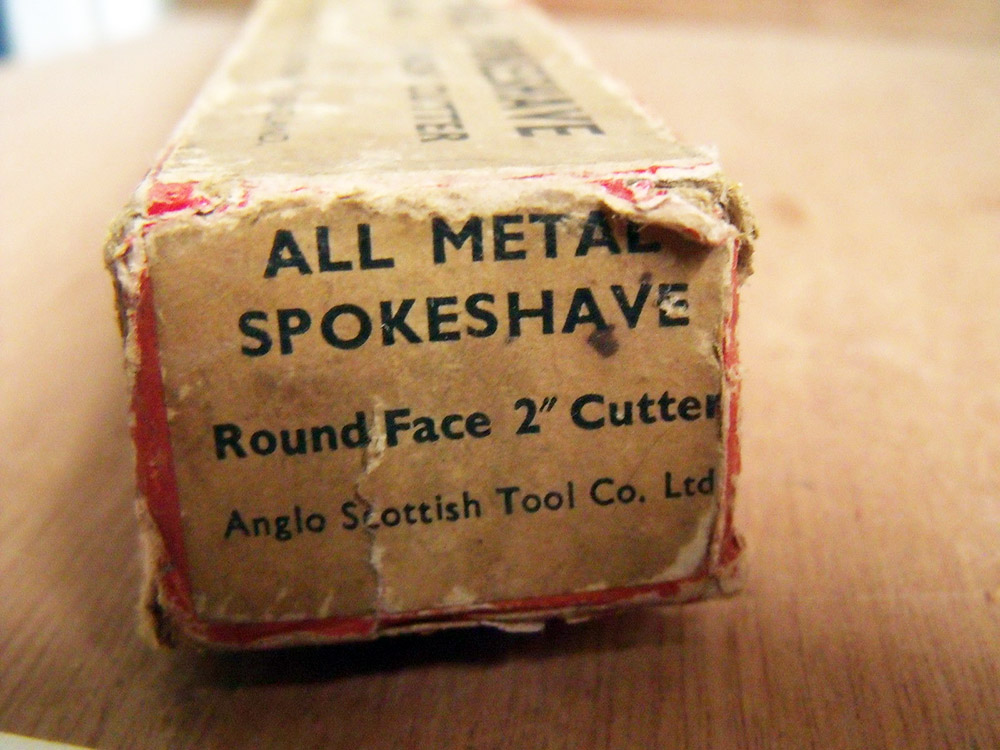 SPOKESHAVE
CUTTER
ALL METAL
SPOKESHAVE
Round Face 2" Cutter
Anglo Scottish Tool Co. Ltd